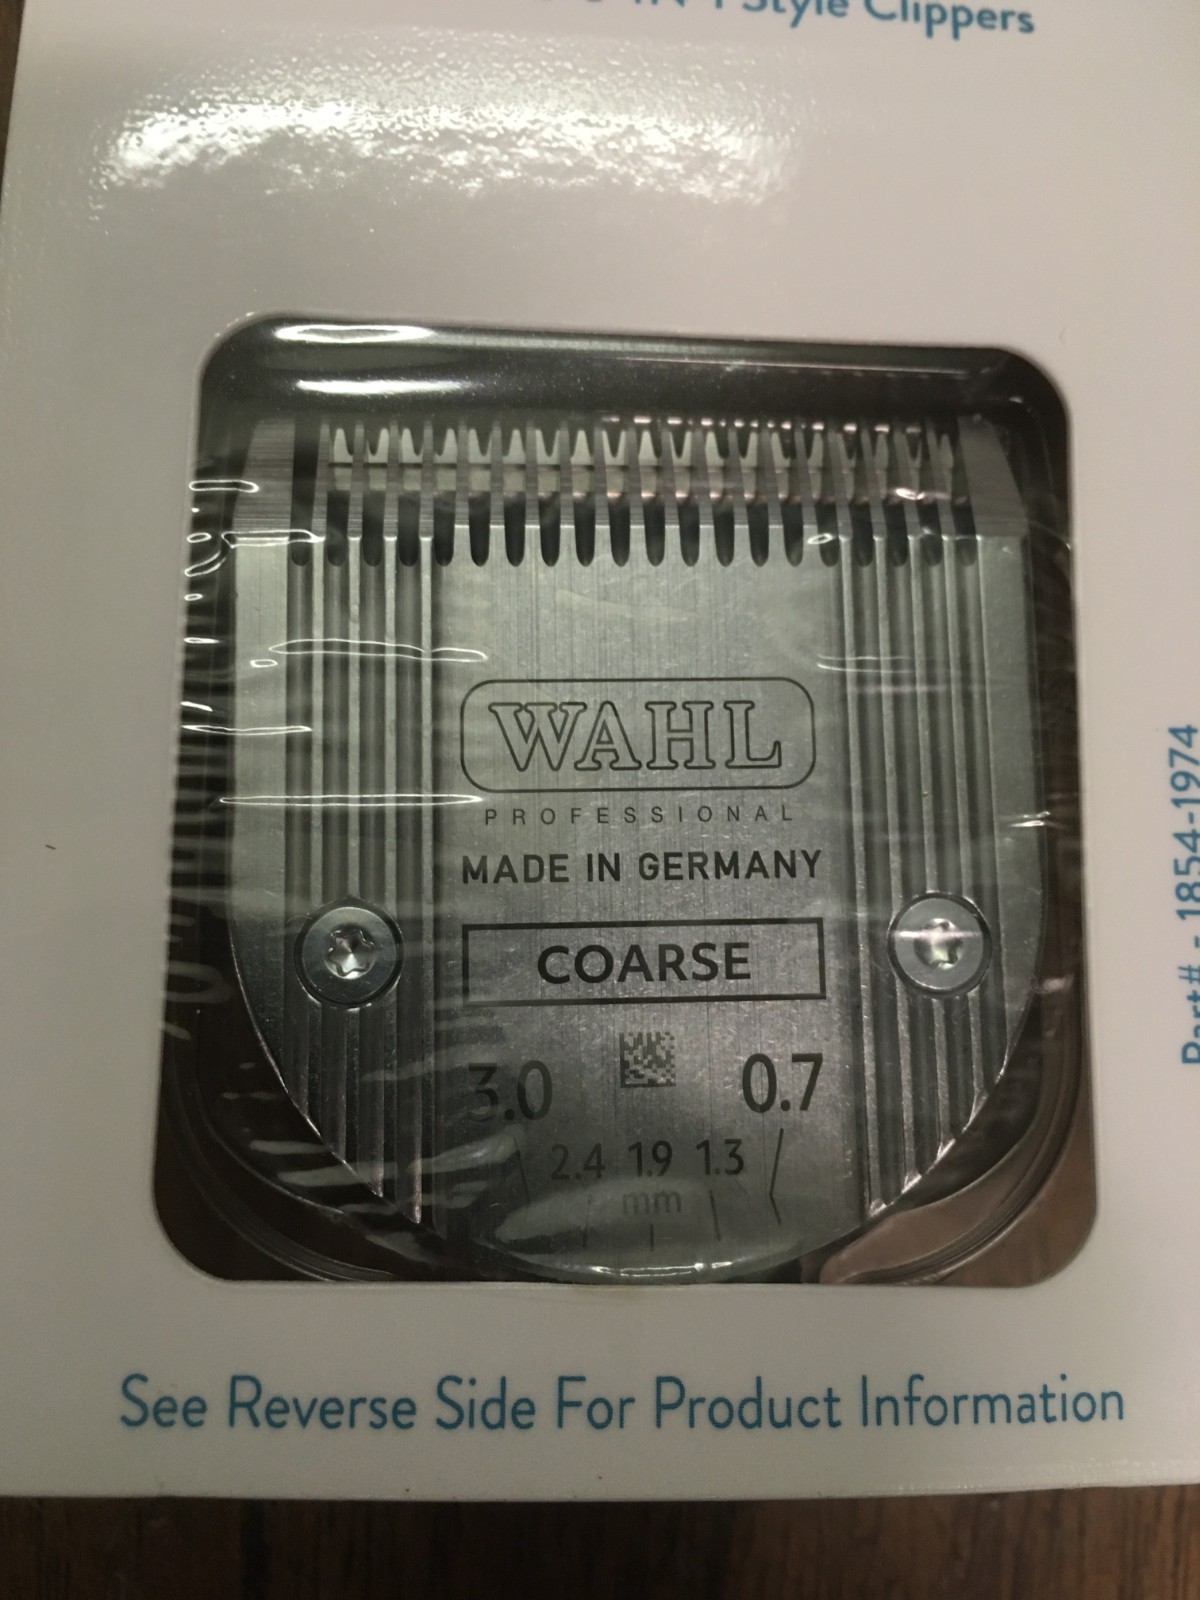 Style Clippers
WAHL
PROFESSIONAL
MADE IN GERMANY
COARSE
3.0 0.7
2.4 1.9 1.3
mm
See Reverse Side For Product Information
Part# - 1854-1974